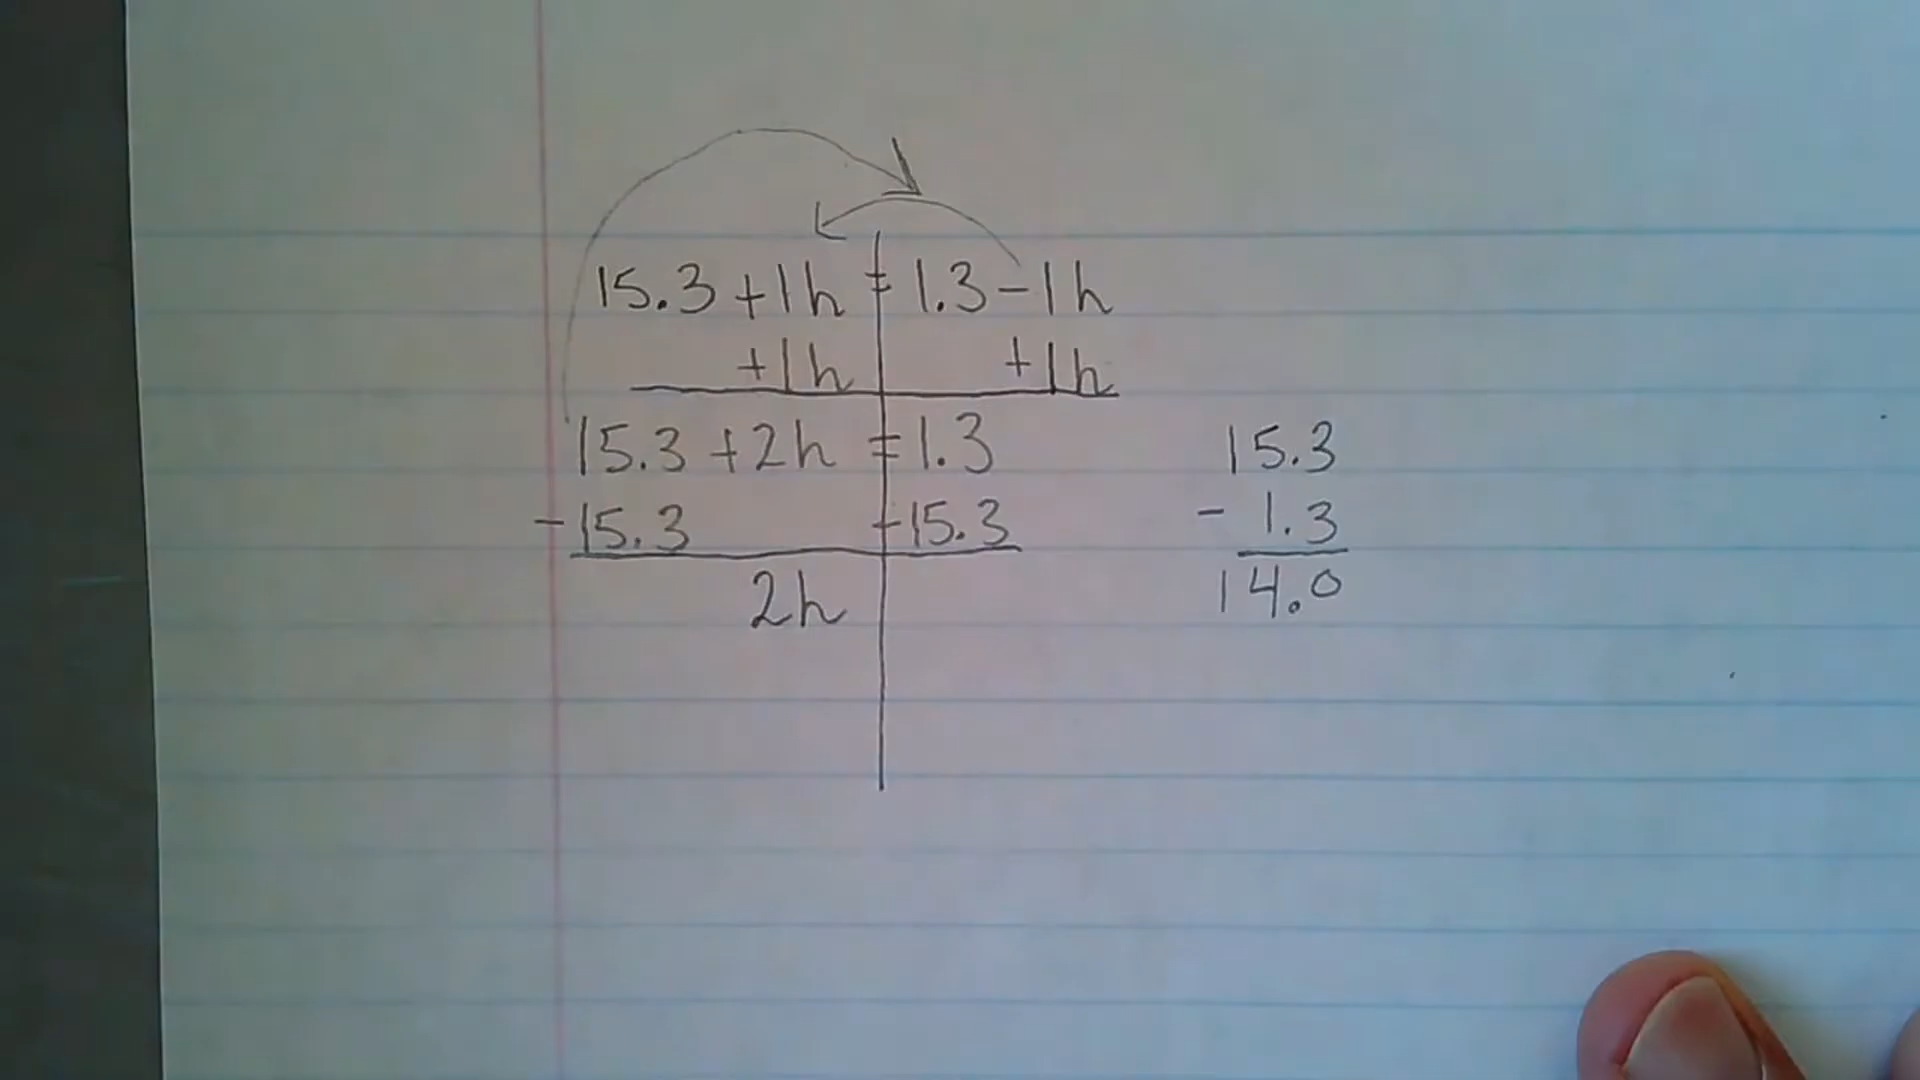 15.3 + 1h = 1.3 - 1h
+1h +1h
15.3 + 2h = 1.3
-15.3 -15.3
2h
15.3
- 1.3
14.0